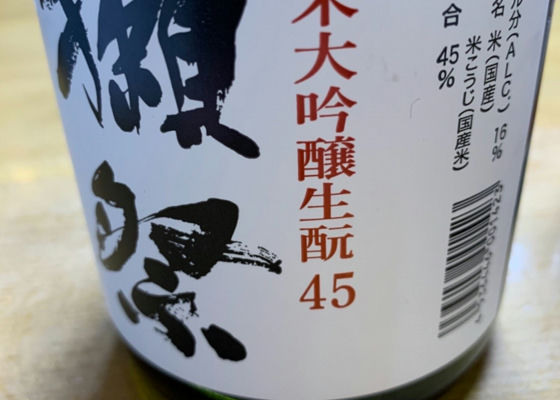 ル分(ALC.) 16%
名 米(国産)
米こうじ(国産米)
合 45%
米大吟醸生酛45
獺祭